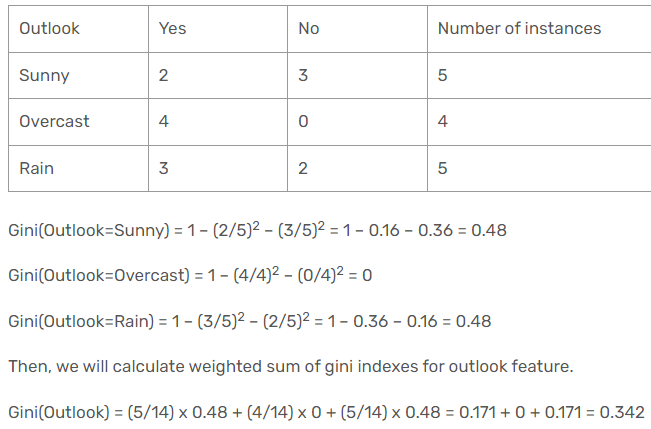 Outlook Yes No Number of instances
Sunny 2 3 5
Overcast 4 0 4
Rain 3 2 5
Gini(Outlook=Sunny) = 1 – (2/5)² – (3/5)² = 1 – 0.16 – 0.36 = 0.48
Gini(Outlook=Overcast) = 1 – (4/4)² – (0/4)² = 0
Gini(Outlook=Rain) = 1 – (3/5)² – (2/5)² = 1 – 0.36 – 0.16 = 0.48
Then, we will calculate weighted sum of gini indexes for outlook feature.
Gini(Outlook) = (5/14) x 0.48 + (4/14) x 0 + (5/14) x 0.48 = 0.171 + 0 + 0.171 = 0.342